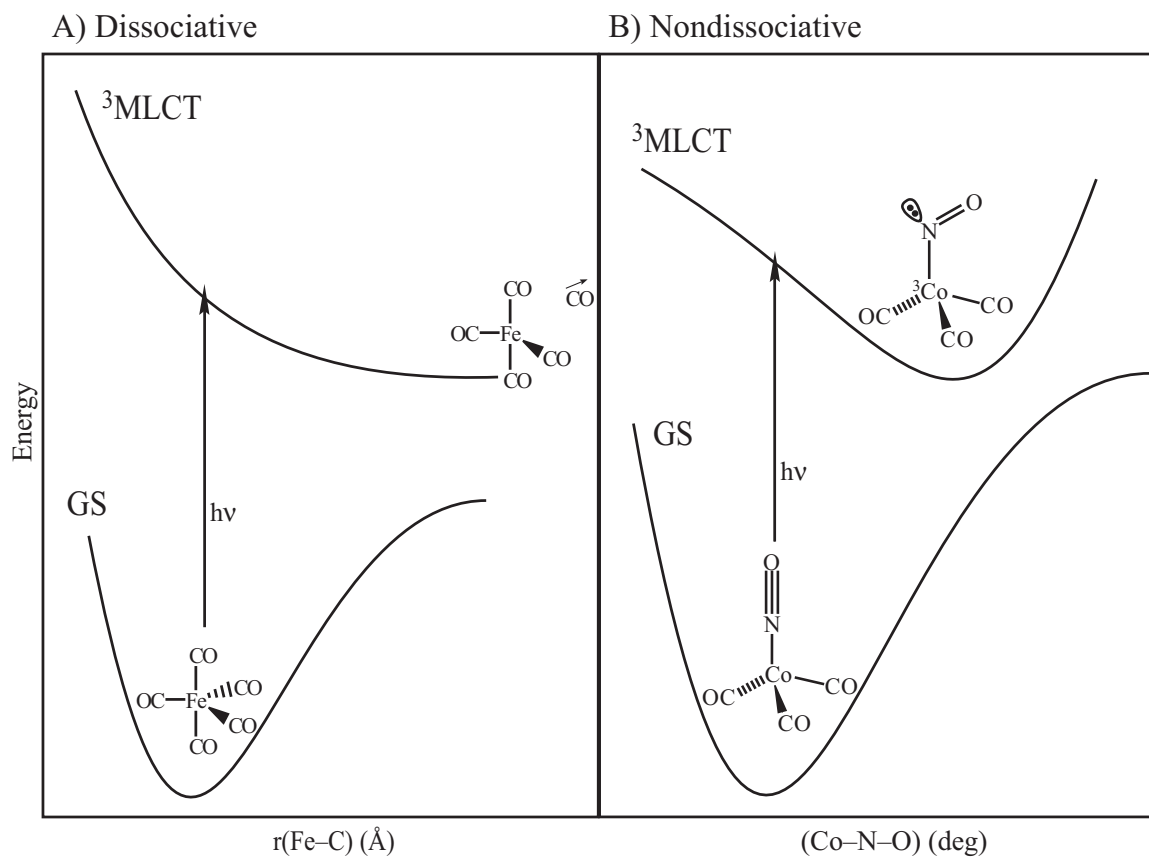 A) Dissociative
B) Nondissociative
³MLCT
CO
OC
Fe
CO
CO
CO
GS
hν
CO
OC
Fe
CO
CO
CO
Energy
r(Fe–C) (Å)
³MLCT
O
N
³Co
OC
CO
CO
GS
hν
O
N
Co
OC
CO
CO
(Co–N–O) (deg)